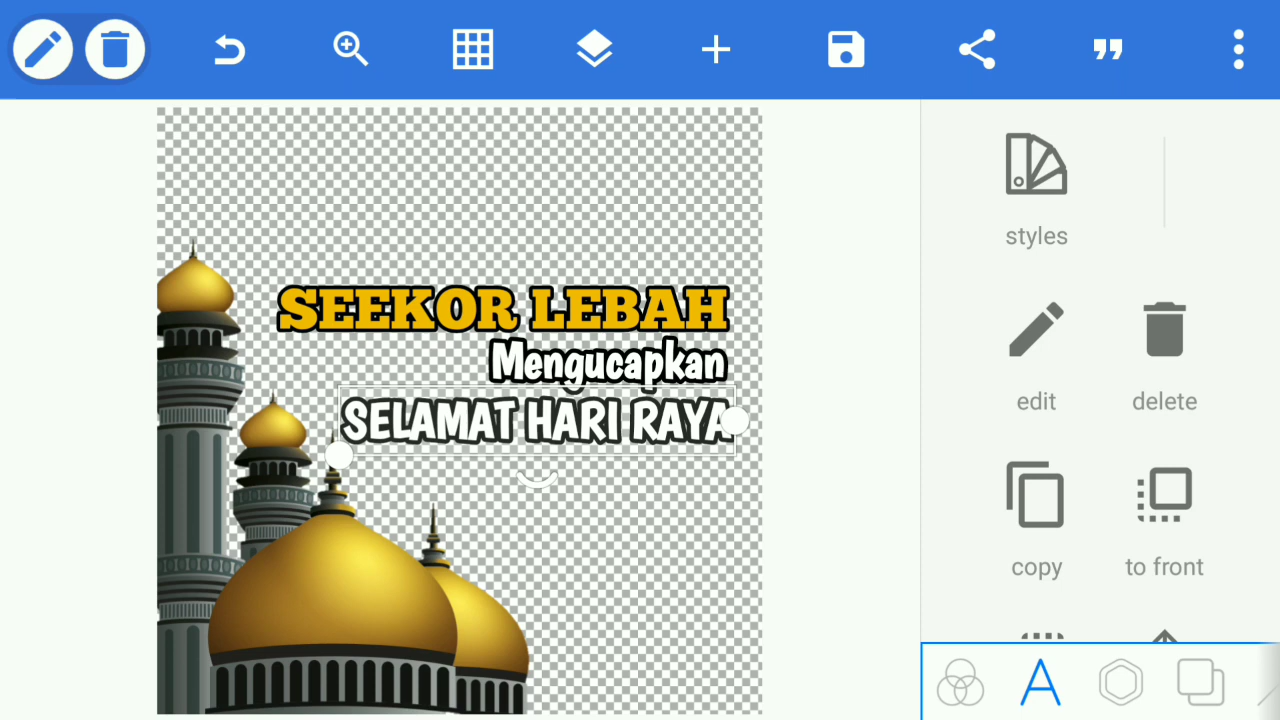 SEEKOR LEBAH
Mengucapkan
SELAMAT HARI RAYA
styles
edit
delete
copy
to front
A